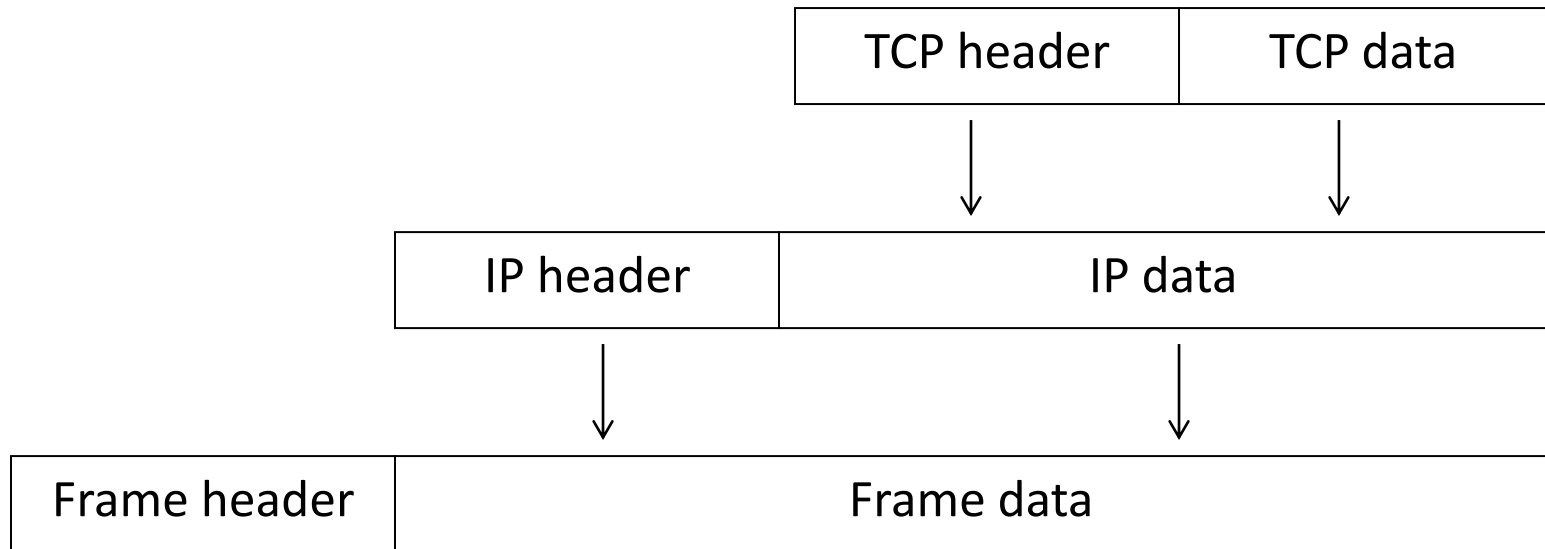 TCP header TCP data
IP header IP data
Frame header Frame data